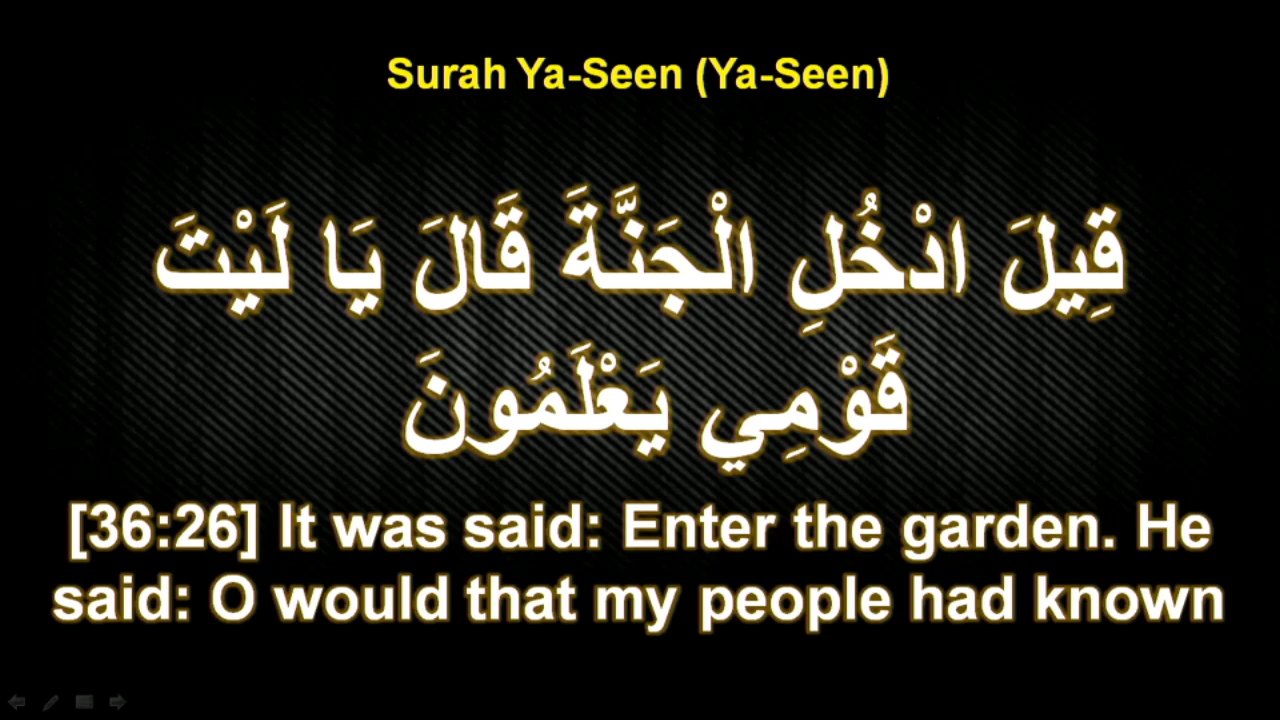 Surah Ya-Seen (Ya-Seen)
قِيلَ ادْخُلِ الْجَنَّةَ قَالَ يَا لَيْتَ
قَوْمِي يَعْلَمُونَ
[36:26] It was said: Enter the garden. He
said: O would that my people had known